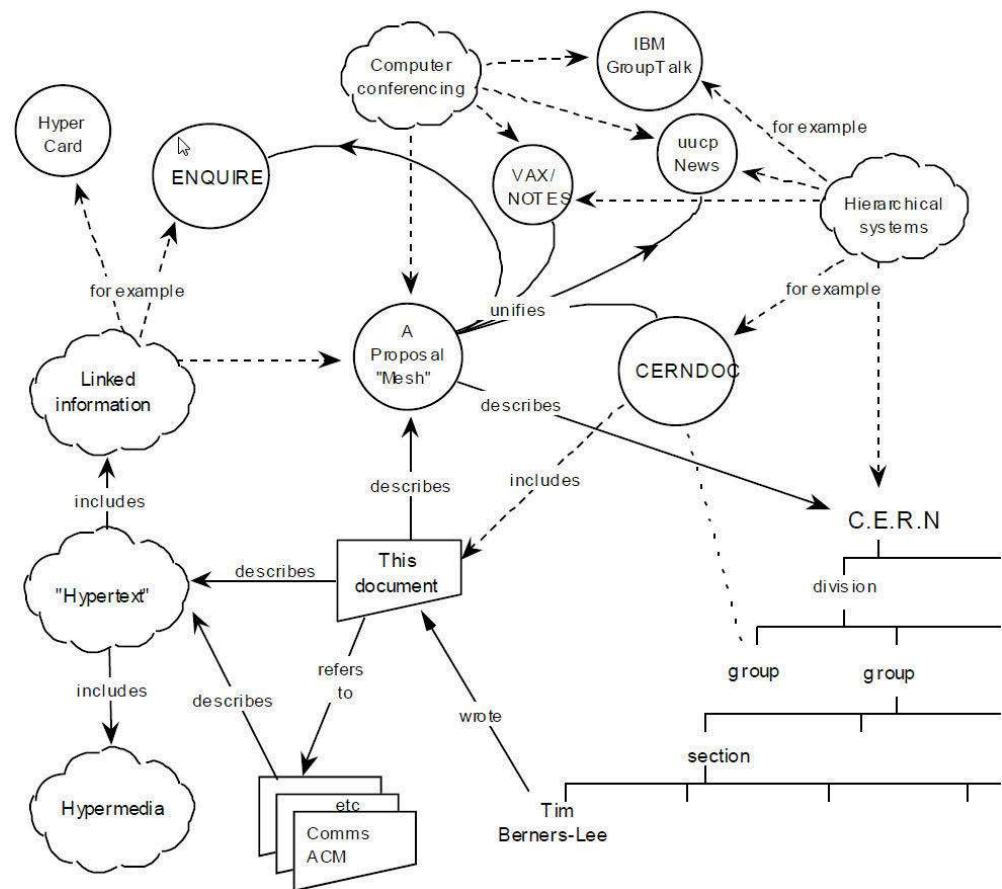 IBM
GroupTalk
Computer
conferencing
Hyper
Card
for example
uucp
News
ENQUIRE
VAX/
NOTES
Hierarchical
systems
for example
for example
unifies
A
Proposal
"Mesh"
CERNDOC
Linked
information
describes
includes
describes
includes
C.E.R.N
This
document
describes
"Hypertext"
division
refers
to
group
group
includes
describes
wrote
section
Hypermedia
etc
Comms
ACM
Tim
Berners-Lee